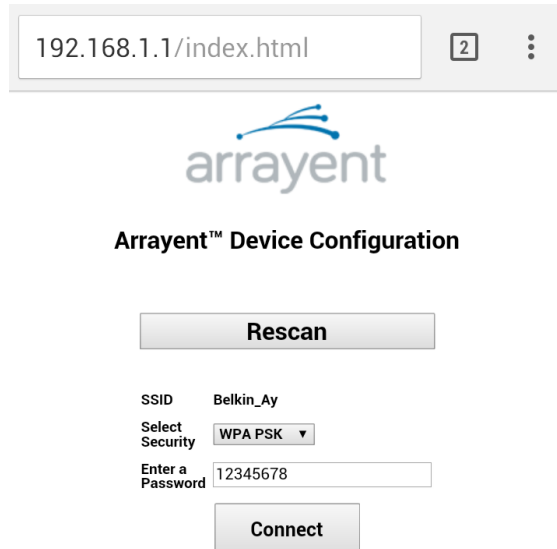 192.168.1.1/index.html
2
arrayent
Arrayent™ Device Configuration
Rescan
SSID Belkin_Ay
Select
Security WPA PSK
Enter a
Password 12345678
Connect